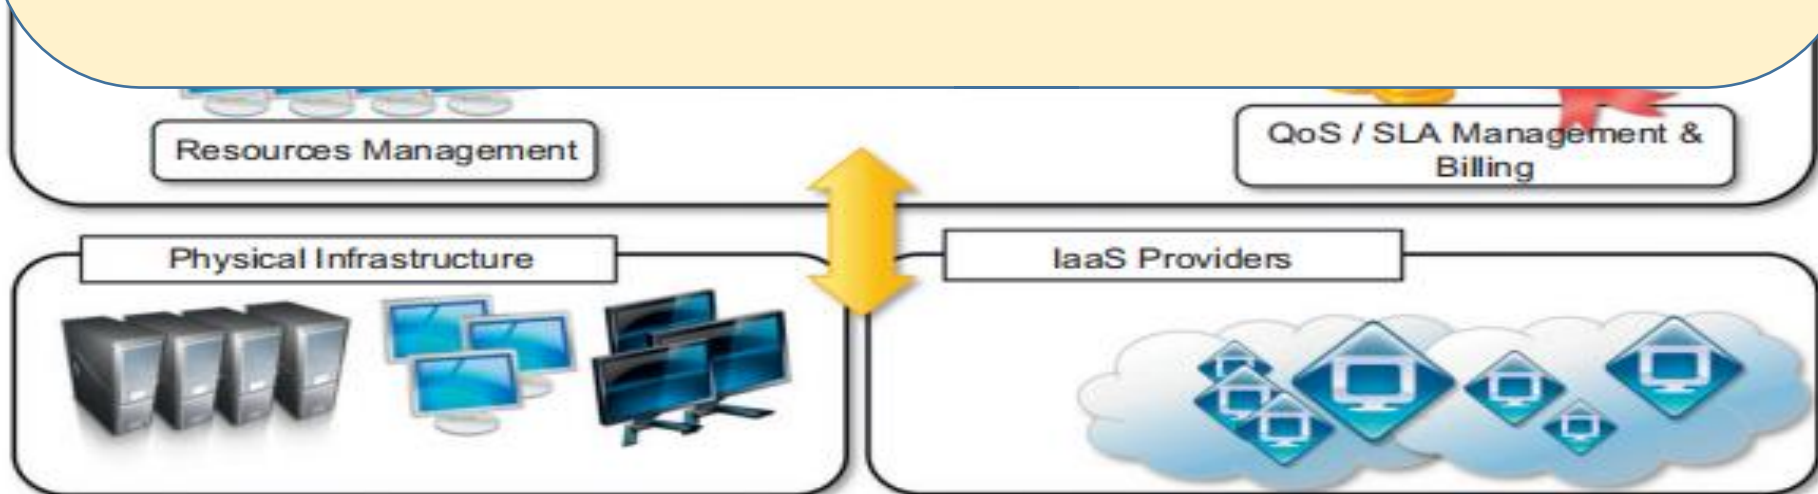 Resources Management
QoS / SLA Management &
Billing
Physical Infrastructure
IaaS Providers